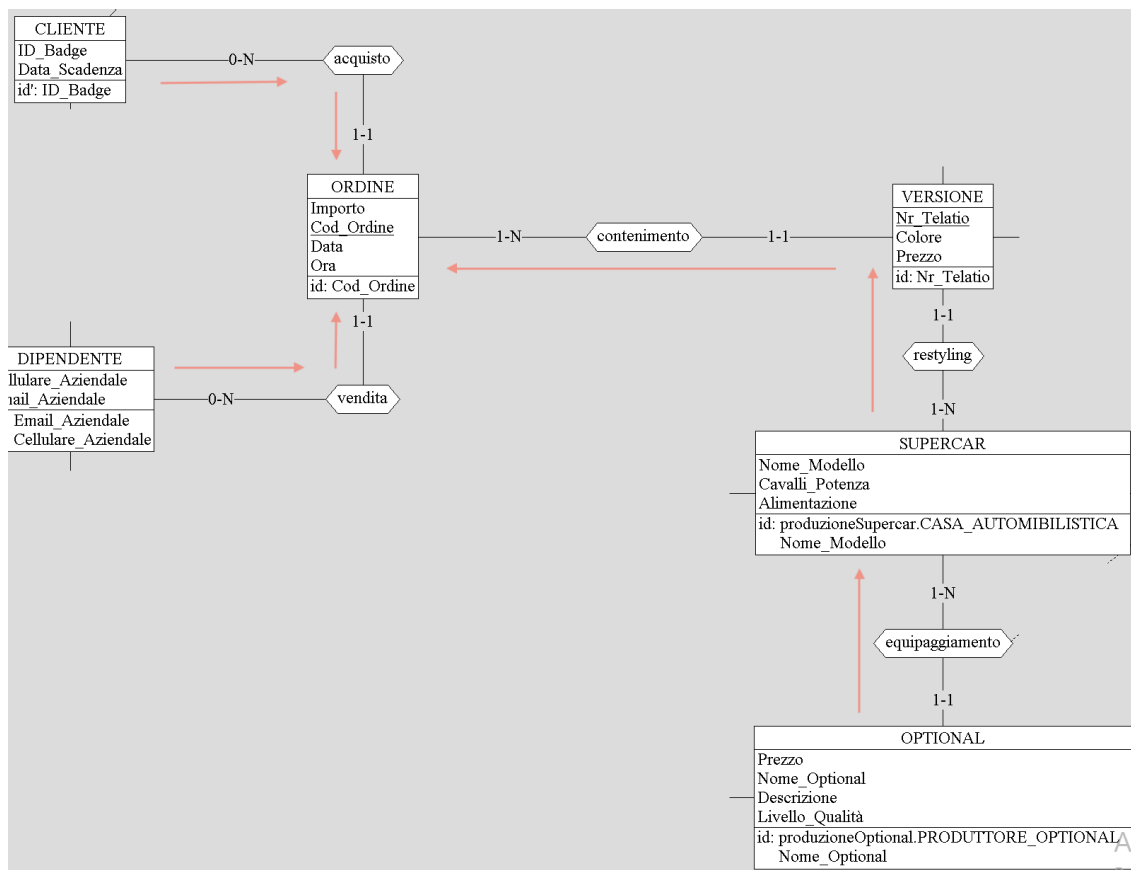 CLIENTE
ID_Badge
Data_Scadenza
id': ID_Badge
0-N
acquisto
1-1
ORDINE
Importo
Cod_Ordine
Data
Ora
id: Cod_Ordine
1-N
contenimento
1-1
VERSIONE
Nr_Telatio
Colore
Prezzo
id: Nr_Telatio
1-1
DIPENDENTE
llulare_Aziendale
nail_Aziendale
Email_Aziendale
Cellulare_Aziendale
0-N
vendita
1-1
restyling
1-N
SUPERCAR
Nome_Modello
Cavalli_Potenza
Alimentazione
id: produzioneSupercar.CASA_AUTOMIBILISTICA
Nome_Modello
1-N
equipaggiamento
1-1
OPTIONAL
Prezzo
Nome_Optional
Descrizione
Livello_Qualità
id: produzioneOptional.PRODUTTORE_OPTIONAL
Nome_Optional
A